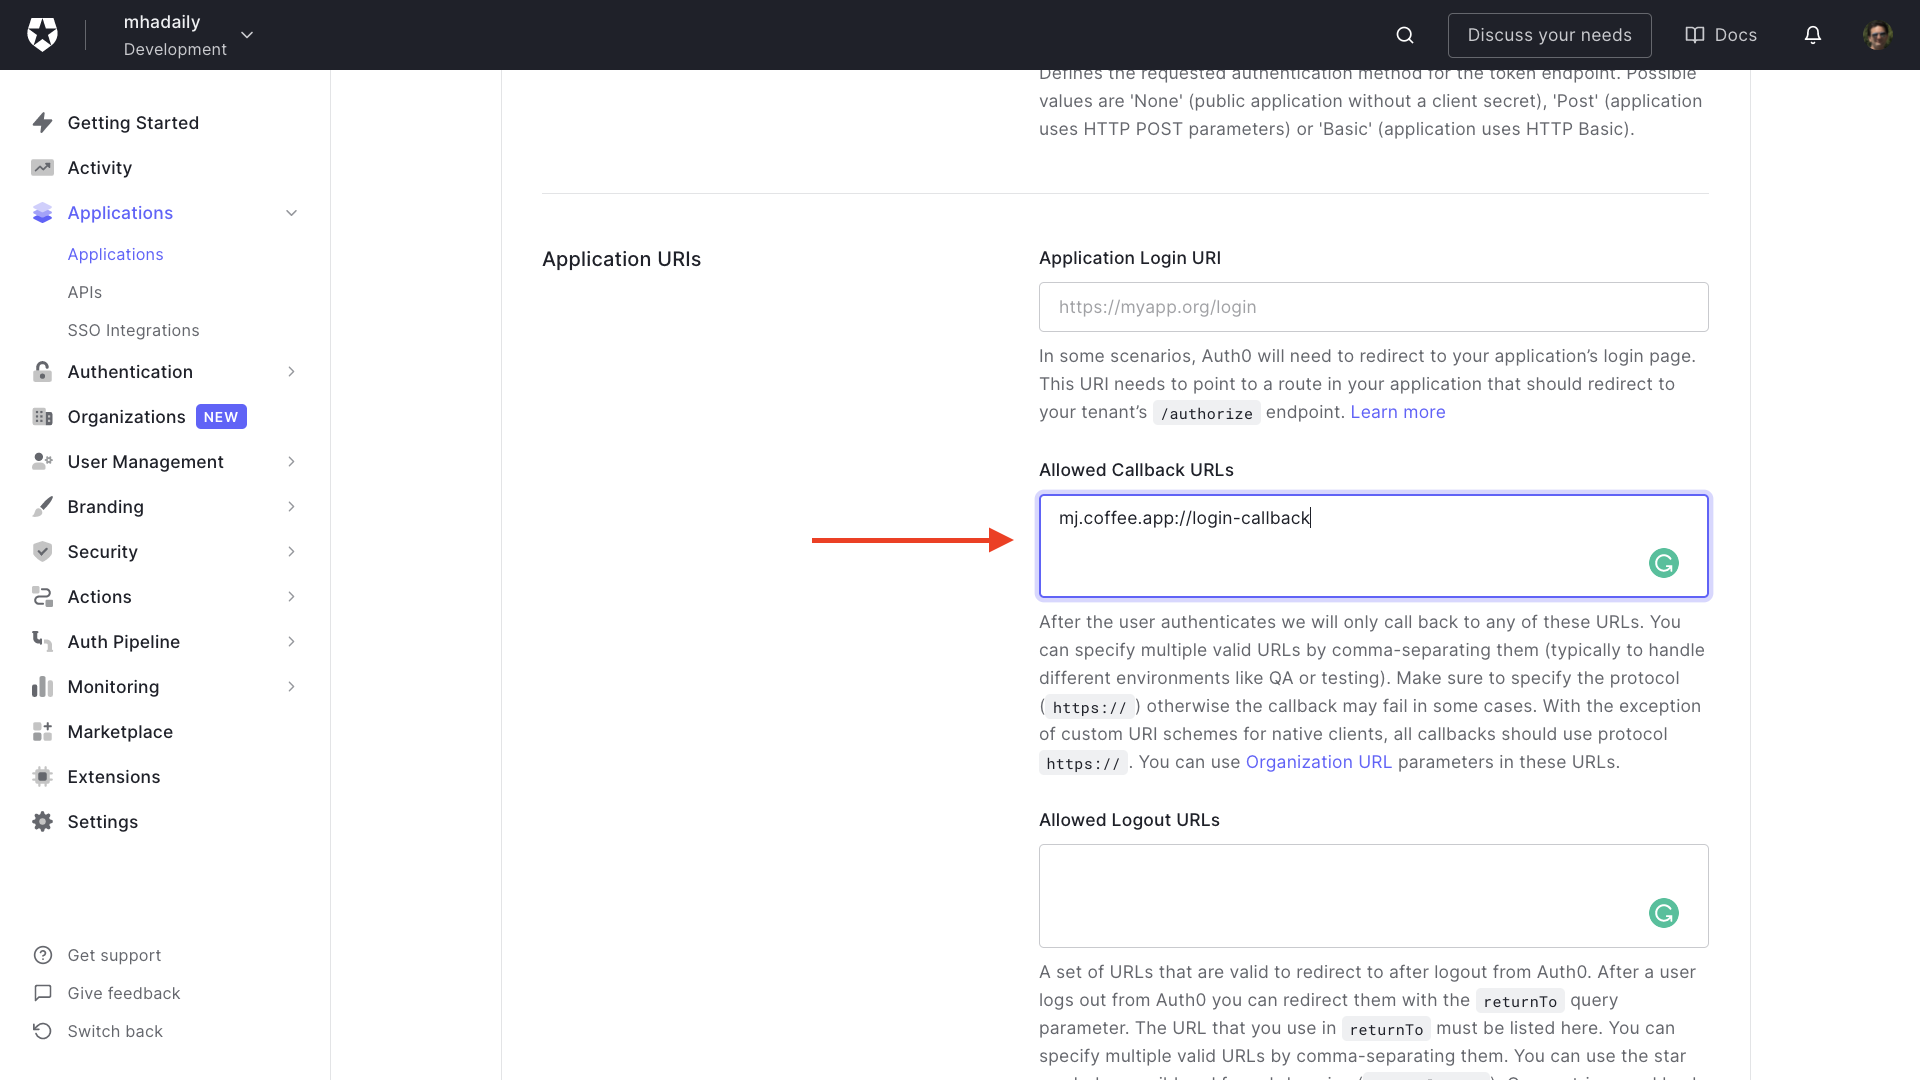 mhadaily
Development
Discuss your needs
Docs
Getting Started
Activity
Applications
Applications
APIs
SSO Integrations
Authentication
Organizations NEW
User Management
Branding
Security
Actions
Auth Pipeline
Monitoring
Marketplace
Extensions
Settings
Get support
Give feedback
Switch back
Defines the requested authentication method for the token endpoint. Possible
values are 'None' (public application without a client secret), 'Post' (application
uses HTTP POST parameters) or 'Basic' (application uses HTTP Basic).
Application URIs
Application Login URI
https://myapp.org/login
In some scenarios, Auth0 will need to redirect to your application’s login page.
This URI needs to point to a route in your application that should redirect to
your tenant’s /authorize endpoint. Learn more
Allowed Callback URLs
mj.coffee.app://login-callback
After the user authenticates we will only call back to any of these URLs. You
can specify multiple valid URLs by comma-separating them (typically to handle
different environments like QA or testing). Make sure to specify the protocol
( https:// ) otherwise the callback may fail in some cases. With the exception
of custom URI schemes for native clients, all callbacks should use protocol
https:// . You can use Organization URL parameters in these URLs.
Allowed Logout URLs
A set of URLs that are valid to redirect to after logout from Auth0. After a user
logs out from Auth0 you can redirect them with the returnTo query
parameter. The URL that you use in returnTo must be listed here. You can
specify multiple valid URLs by comma-separating them. You can use the star